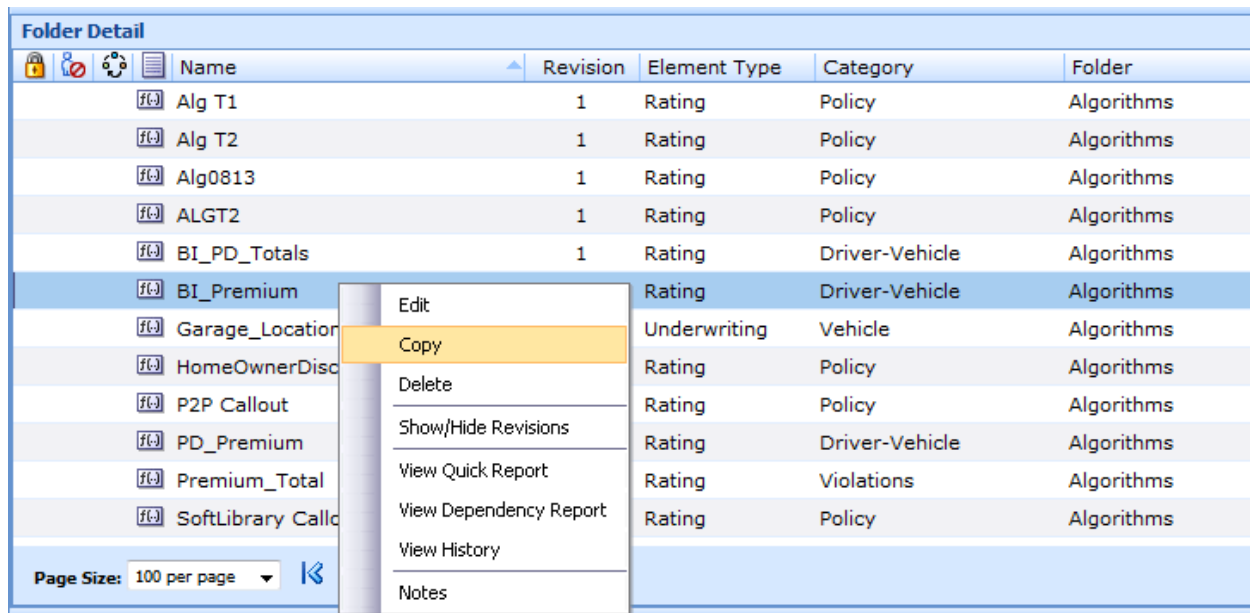 Folder Detail
Name Revision Element Type Category Folder
f(.) Alg T1 1 Rating Policy Algorithms
f(.) Alg T2 1 Rating Policy Algorithms
f(.) Alg0813 1 Rating Policy Algorithms
f(.) ALGT2 1 Rating Policy Algorithms
f(.) BI_PD_Totals 1 Rating Driver-Vehicle Algorithms
f(.) BI_Premium Rating Driver-Vehicle Algorithms
Edit
f(.) Garage_Location Underwriting Vehicle Algorithms
Copy
f(.) HomeOwnerDisc Rating Policy Algorithms
Delete
f(.) P2P Callout Rating Policy Algorithms
Show/Hide Revisions
f(.) PD_Premium Rating Driver-Vehicle Algorithms
View Quick Report
f(.) Premium_Total Rating Violations Algorithms
View Dependency Report
f(.) SoftLibrary Callo Rating Policy Algorithms
View History
Page Size: 100 per page
Notes